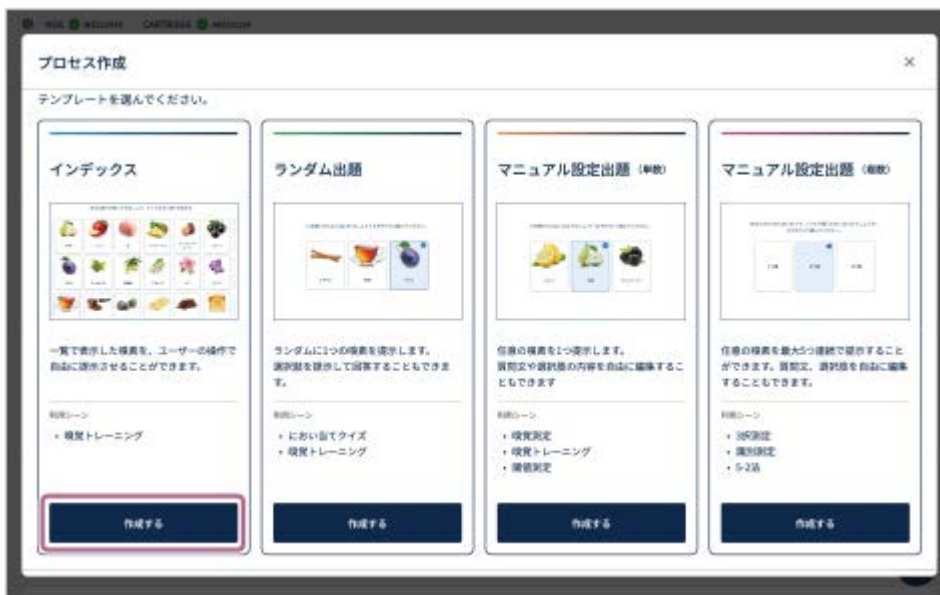 プロセス作成
×
テンプレートを選んでください。
インデックス
一覧で表示した嗅素を、ユーザーの操作で
自由に提示させることができます。
利用シーン
・嗅覚トレーニング
作成する
ランダム出題
ランダムに1つの嗅素を提示します。
選択肢を提示して回答することもできま
す。
利用シーン
・におい当てクイズ
・嗅覚トレーニング
作成する
マニュアル設定出題（単数）
任意の嗅素を1つ提示します。
質問文や選択肢の内容を自由に編集するこ
ともできます
利用シーン
・嗅覚測定
・嗅覚トレーニング
・閾値測定
作成する
マニュアル設定出題（複数）
任意の嗅素を最大5つ連続で提示すること
ができます。質問文、選択肢を自由に編集
することもできます。
利用シーン
・3択測定
・識別測定
・5-2法
作成する